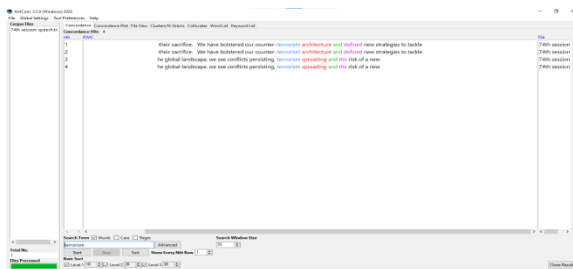 AntConc 3.5.8 (Windows) 2019
File Global Settings Tool Preferences Help
Corpus Files
74th session speech.tx
Concordance Concordance Plot File View Clusters/N-Grams Collocates Word List Keyword List
Concordance Hits 4
Hit KWIC File
1 their sacrifice. We have bolstered our counter-terrorism architecture and defined new strategies to tackle 74th session
2 their sacrifice. We have bolstered our counter-terrorism architecture and defined new strategies to tackle 74th session
3 he global landscape, we see conflicts persisting, terrorism spreading and the risk of a new 74th session
4 he global landscape, we see conflicts persisting, terrorism spreading and the risk of a new 74th session
Search Term Words Case Regex Search Window Size
terrorism Advanced 50
Start Stop Sort Show Every Nth Row 1
Total No.
1
Files Processed
Kwic Sort
Level 1 Level 2 Level 3
Clone Results